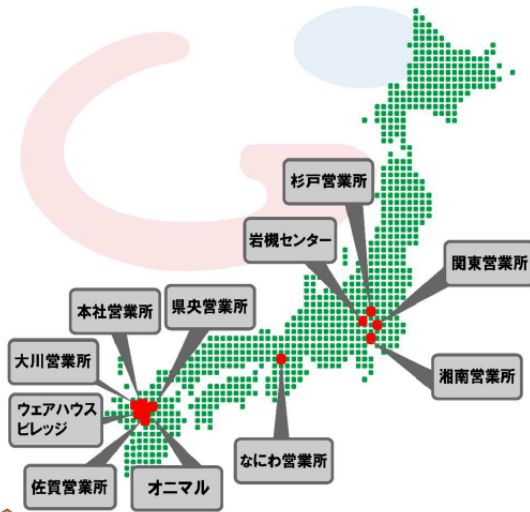 杉戸営業所
岩槻センター
関東営業所
本社営業所
県央営業所
大川営業所
湘南営業所
ウェアハウス
ビレッジ
なにわ営業所
佐賀営業所
オニマル